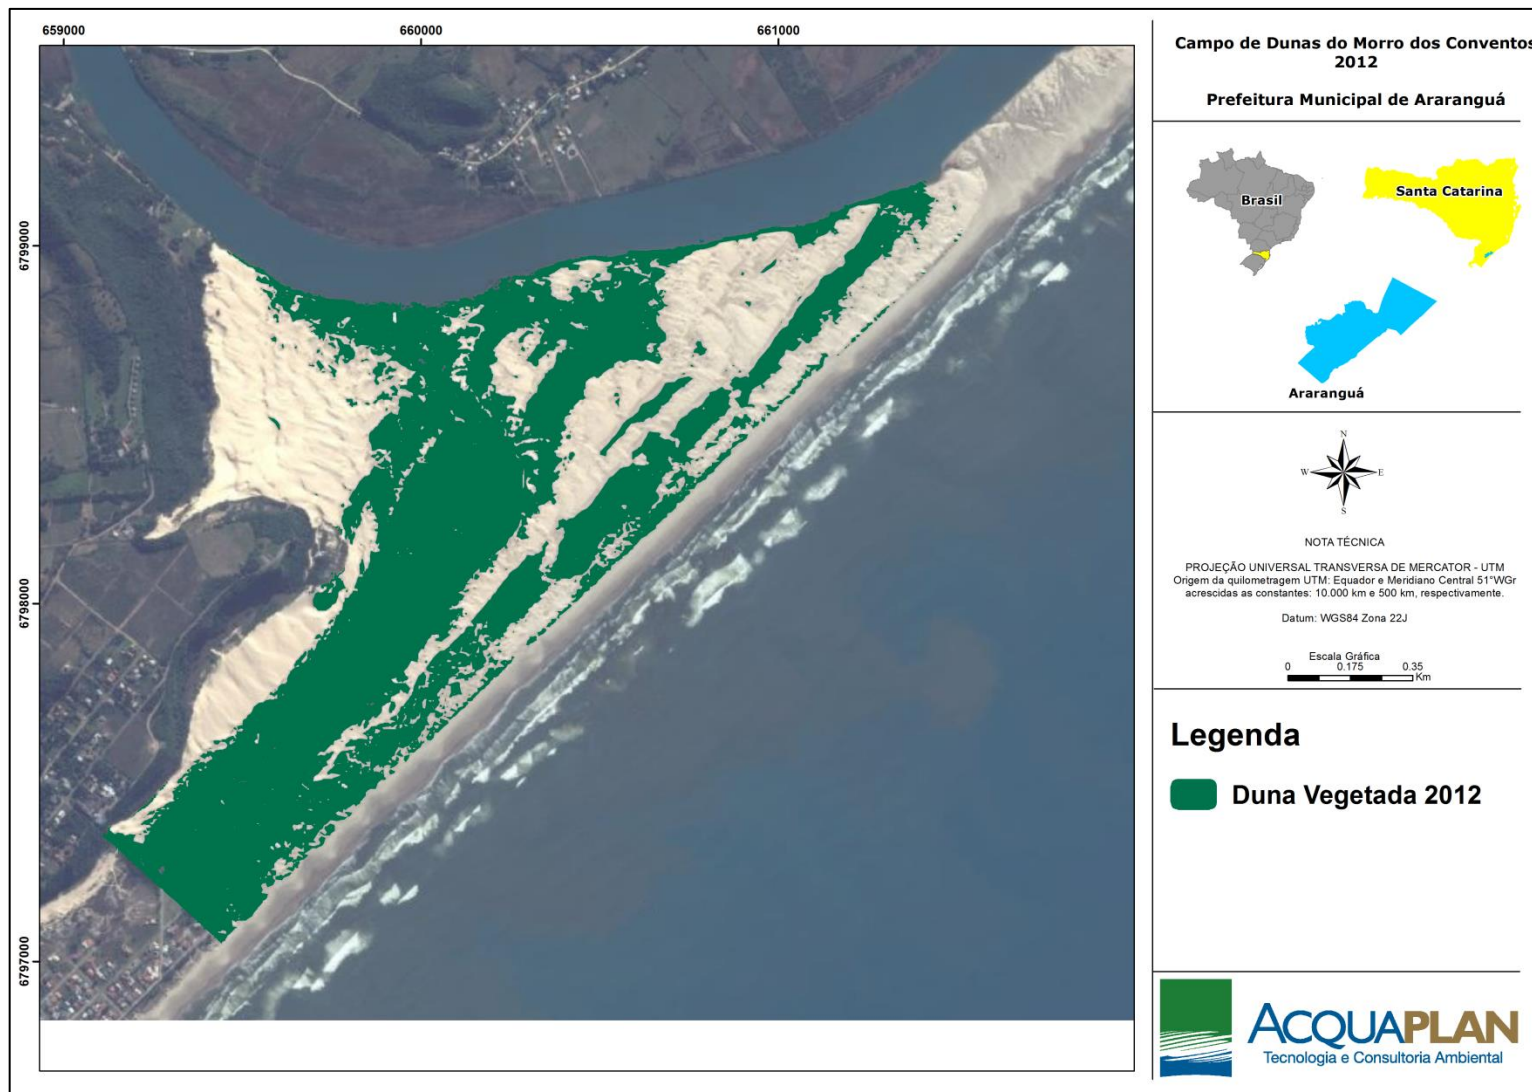 659000
660000
661000
6799000
6798000
6797000
Campo de Dunas do Morro dos Conventos
2012
Prefeitura Municipal de Araranguá
Brasil
Santa Catarina
Araranguá
N
W
E
S
NOTA TÉCNICA
PROJEÇÃO UNIVERSAL TRANSVERSA DE MERCATOR - UTM
Origem da quilometragem UTM: Equador e Meridiano Central 51°WGr
acrescidas as constantes: 10.000 km e 500 km, respectivamente.
Datum: WGS84 Zona 22J
Escala Gráfica
0 0.175 0.35
Km
Legenda
Duna Vegetada 2012
ACQUAPLAN
Tecnologia e Consultoria Ambiental